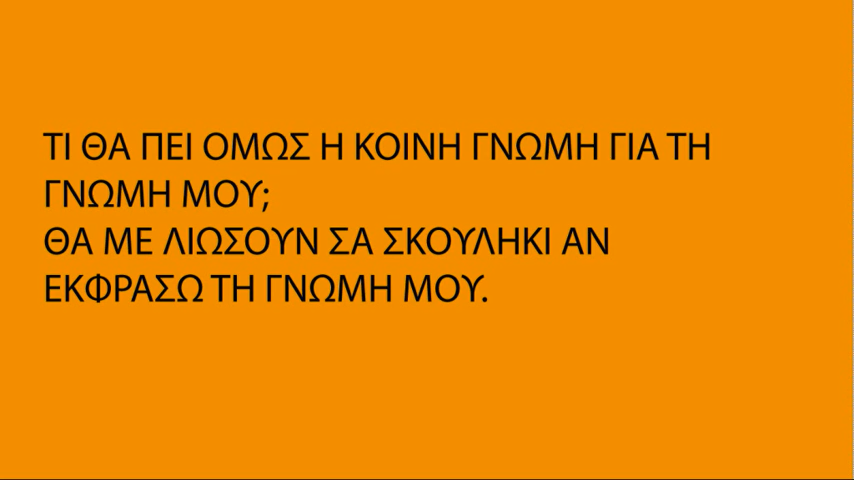 ΤΙ ΘΑ ΠΕΙ ΟΜΩΣ Η ΚΟΙΝΗ ΓΝΩΜΗ ΓΙΑ ΤΗ
ΓΝΩΜΗ ΜΟΥ;
ΘΑ ΜΕ ΛΙΩΣΟΥΝ ΣΑ ΣΚΟΥΛΗΚΙ ΑΝ
ΕΚΦΡΑΣΩ ΤΗ ΓΝΩΜΗ ΜΟΥ.